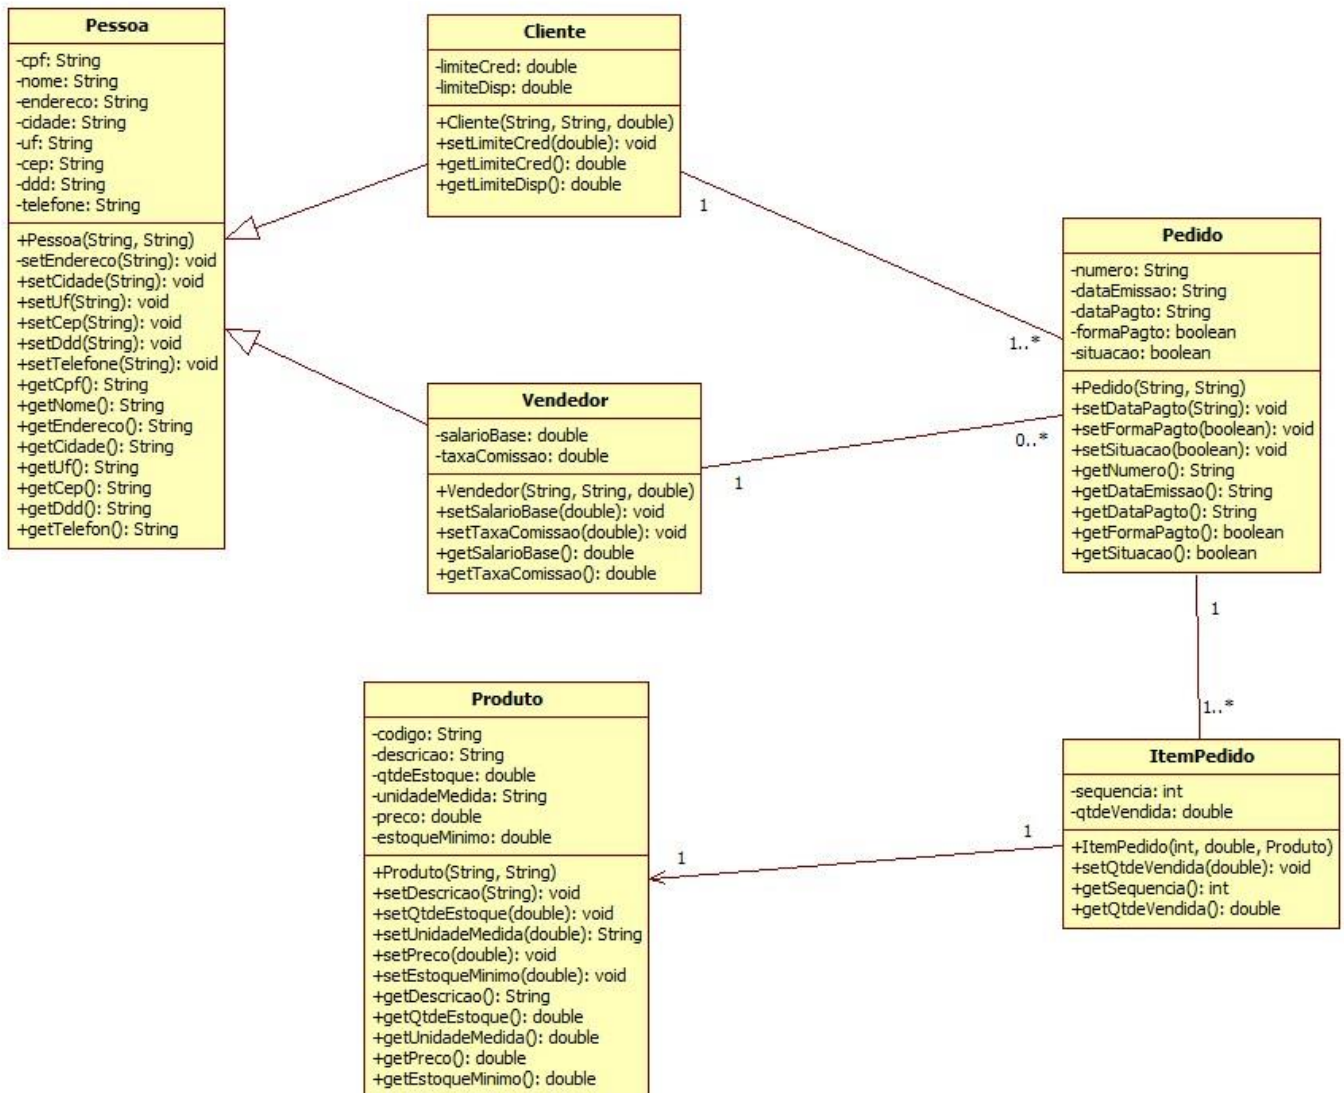 Pessoa
-cpf: String
-nome: String
-endereco: String
-cidade: String
-uf: String
-cep: String
-ddd: String
-telefone: String
+Pessoa(String, String)
-setEndereco(String): void
+setCidade(String): void
+setUf(String): void
+setCep(String): void
+setDdd(String): void
+setTelefone(String): void
+getCpf(): String
+getNome(): String
+getEndereco(): String
+getCidade(): String
+getUf(): String
+getCep(): String
+getDdd(): String
+getTelefon(): String
Cliente
-limiteCred: double
-limiteDisp: double
+Cliente(String, String, double)
+setLimiteCred(double): void
+getLimiteCred(): double
+getLimiteDisp(): double
1
1..*
Vendedor
-salarioBase: double
-taxaComissao: double
+Vendedor(String, String, double)
+setSalarioBase(double): void
+setTaxaComissao(double): void
+getSalarioBase(): double
+getTaxaComissao(): double
1
0..*
Pedido
-numero: String
-dataEmissao: String
-dataPagto: String
-formaPagto: boolean
-situacao: boolean
+Pedido(String, String)
+setDataPagto(String): void
+setFormaPagto(boolean): void
+setSituacao(boolean): void
+getNumero(): String
+getDataEmissao(): String
+getDataPagto(): String
+getFormaPagto(): boolean
+getSituacao(): boolean
1
1..*
Produto
-codigo: String
-descricao: String
-qtdeEstoque: double
-unidadeMedida: String
-preco: double
-estoqueMinimo: double
+Produto(String, String)
+setDescricao(String): void
+setQtdeEstoque(double): void
+setUnidadeMedida(double): String
+setPreco(double): void
+setEstoqueMinimo(double): void
+getDescricao(): String
+getQtdeEstoque(): double
+getUnidadeMedida(): double
+getPreco(): double
+getEstoqueMinimo(): double
1
1
ItemPedido
-sequencia: int
-qtdeVendida: double
+ItemPedido(int, double, Produto)
+setQtdeVendida(double): void
+getSequencia(): int
+getQtdeVendida(): double